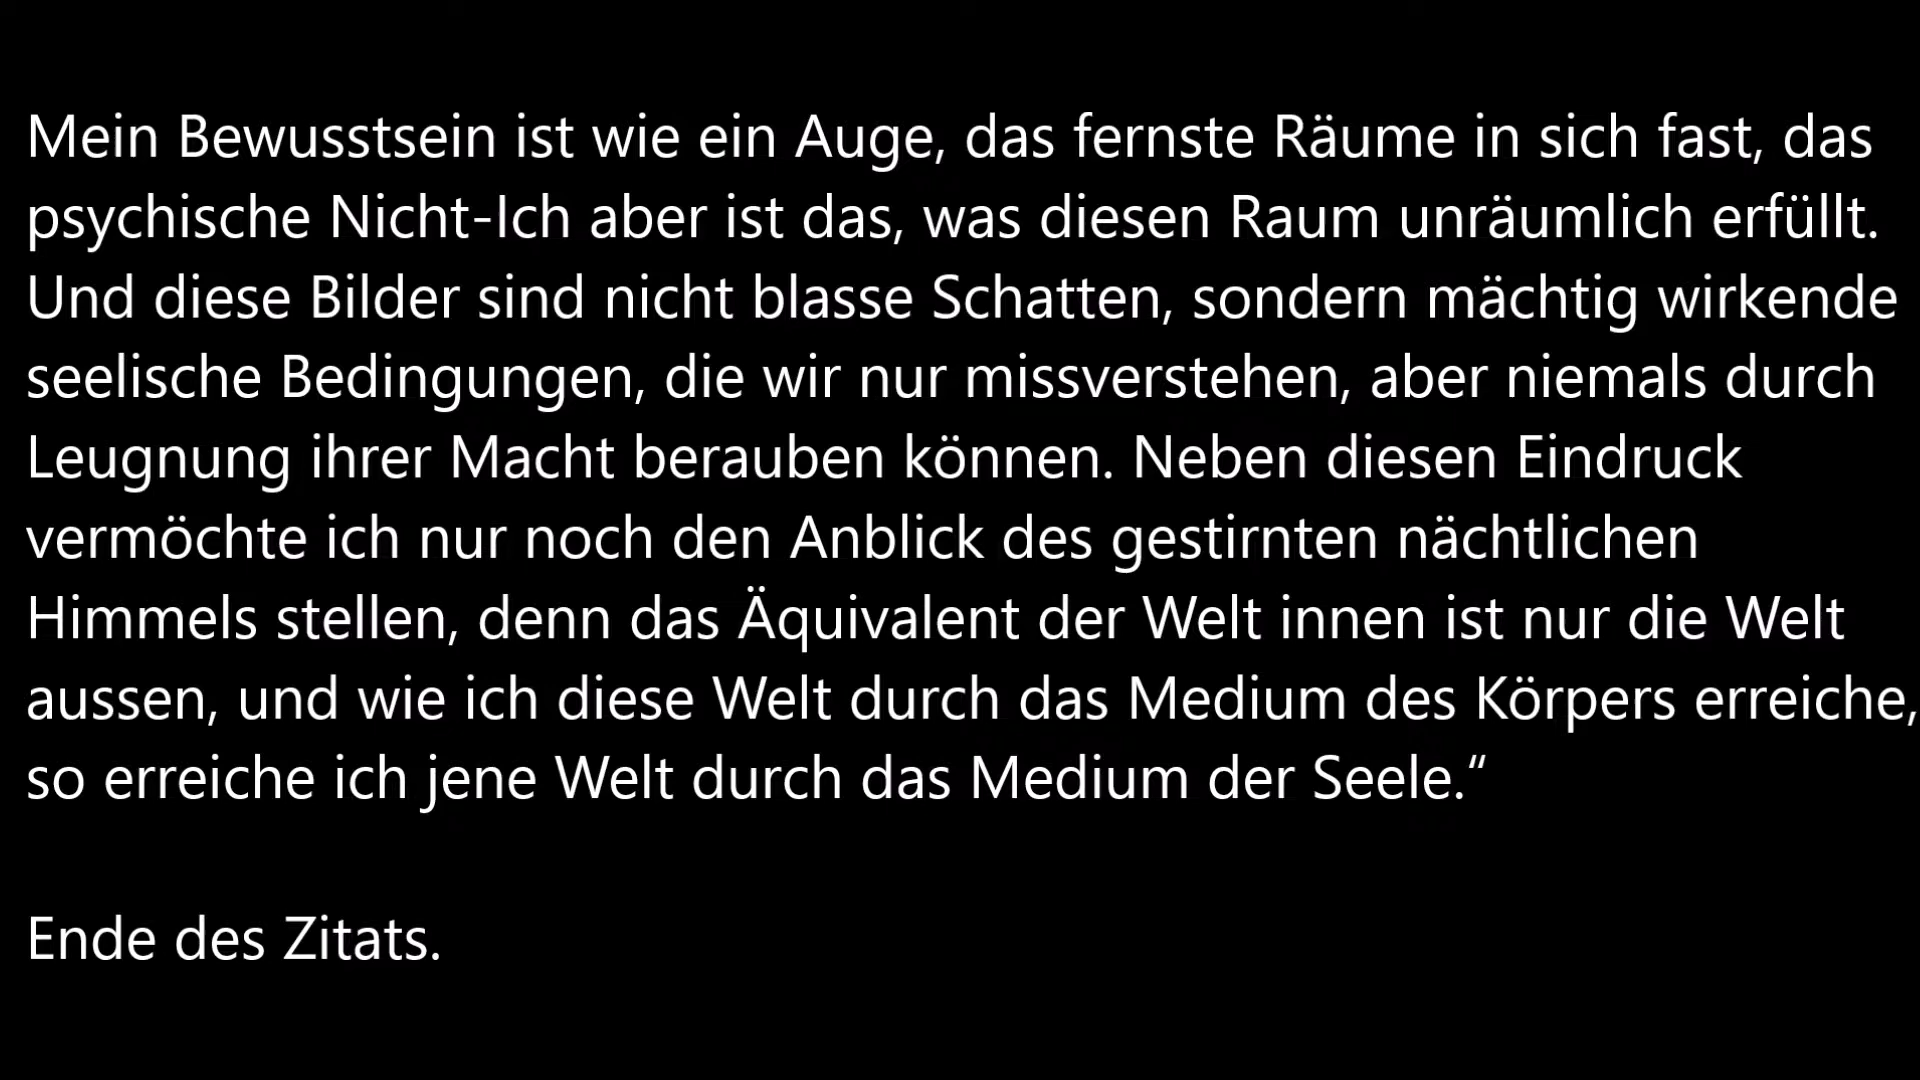 Mein Bewusstsein ist wie ein Auge, das fernste Räume in sich fast, das
psychische Nicht-Ich aber ist das, was diesen Raum unräumlich erfüllt.
Und diese Bilder sind nicht blasse Schatten, sondern mächtig wirkende
seelische Bedingungen, die wir nur missverstehen, aber niemals durch
Leugnung ihrer Macht berauben können. Neben diesen Eindruck
vermöchte ich nur noch den Anblick des gestirnten nächtlichen
Himmels stellen, denn das Äquivalent der Welt innen ist nur die Welt
aussen, und wie ich diese Welt durch das Medium des Körpers erreiche,
so erreiche ich jene Welt durch das Medium der Seele.“
Ende des Zitats.